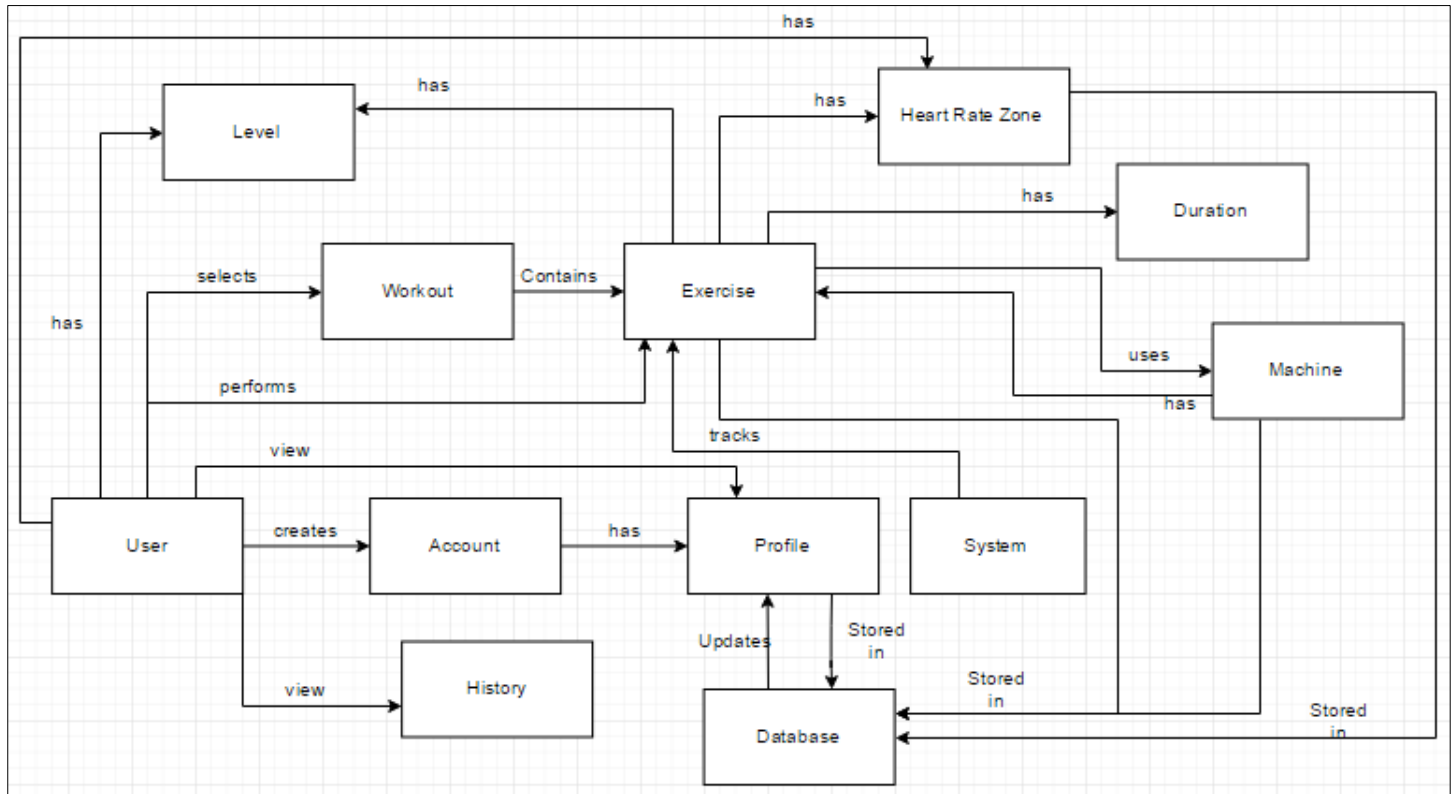 has
has
has
Heart Rate Zone
Level
has
Duration
selects
Contains
Workout
Exercise
has
uses
Machine
performs
has
tracks
view
creates
has
User
Account
Profile
System
Updates
Stored
in
view
History
Stored
in
Stored
in
Database